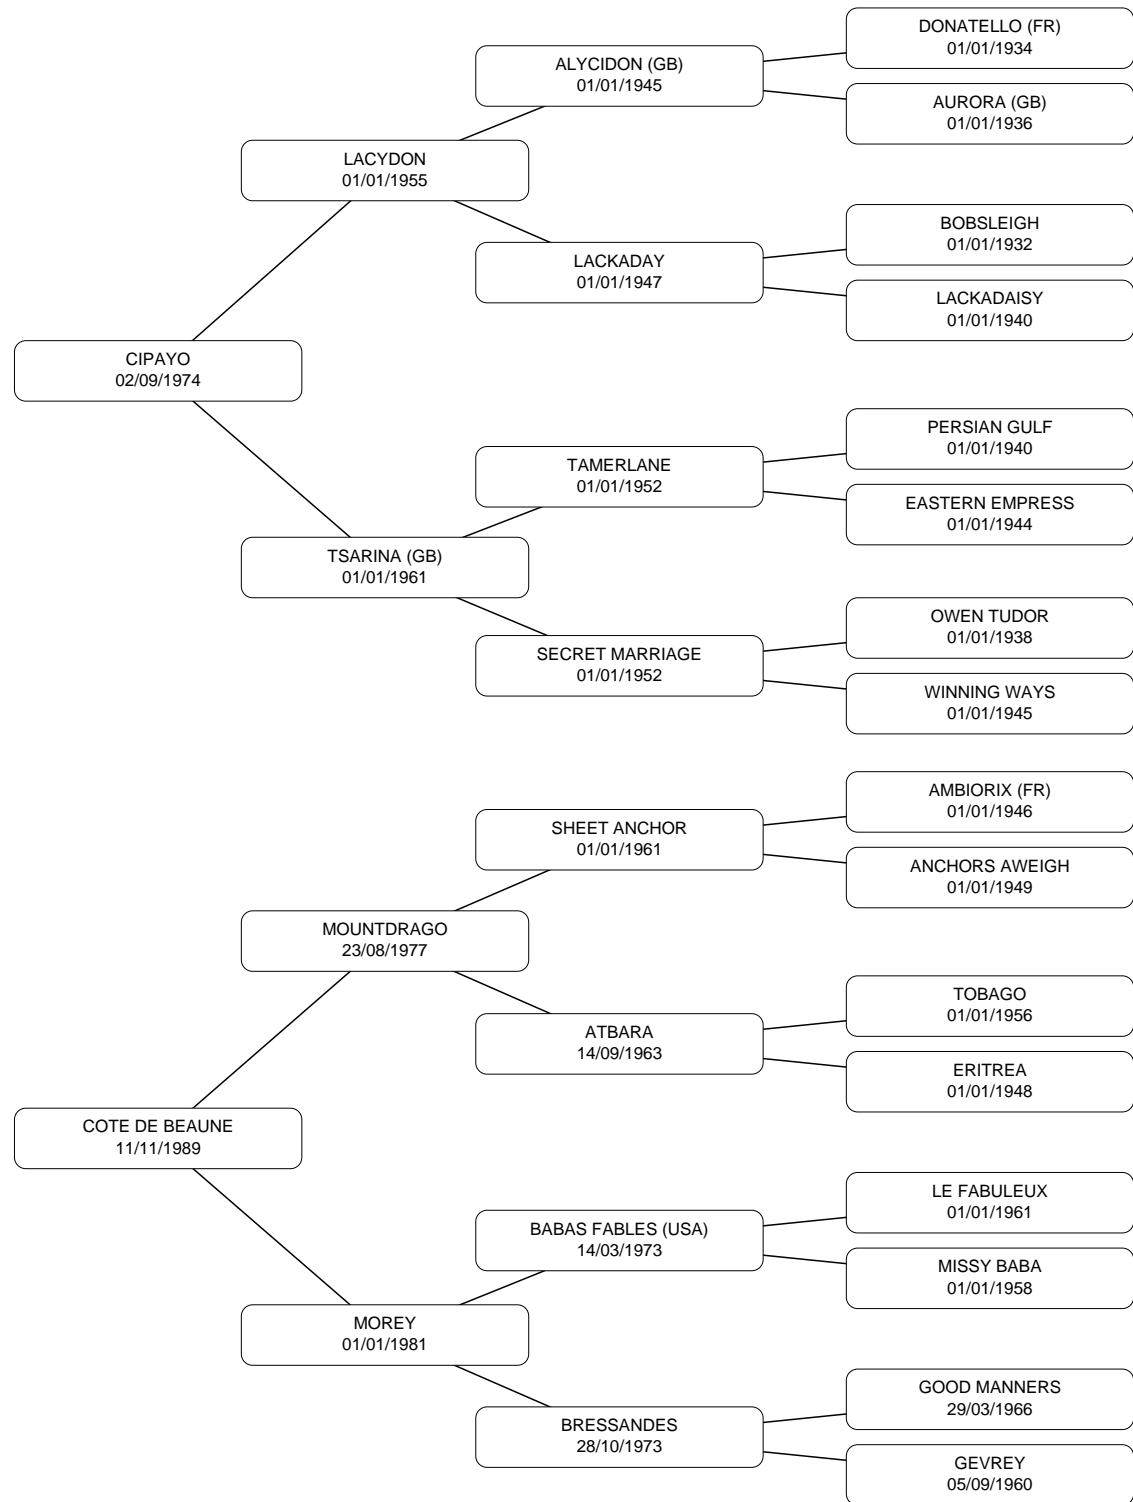 DONATELLO (FR)
01/01/1934
ALYCIDON (GB)
01/01/1945
AURORA (GB)
01/01/1936
LACYDON
01/01/1955
BOBSLEIGH
01/01/1932
LACKADAY
01/01/1947
LACKADAISY
01/01/1940
CIPAYO
02/09/1974
PERSIAN GULF
01/01/1940
TAMERLANE
01/01/1952
EASTERN EMPRESS
01/01/1944
TSARINA (GB)
01/01/1961
OWEN TUDOR
01/01/1938
SECRET MARRIAGE
01/01/1952
WINNING WAYS
01/01/1945
AMBIORIX (FR)
01/01/1946
SHEET ANCHOR
01/01/1961
ANCHORS AWEIGH
01/01/1949
MOUNTDRAGO
23/08/1977
TOBAGO
01/01/1956
ATBARA
14/09/1963
ERITREA
01/01/1948
COTE DE BEAUNE
11/11/1989
LE FABULEUX
01/01/1961
BABAS FABLES (USA)
14/03/1973
MISSY BABA
01/01/1958
MOREY
01/01/1981
GOOD MANNERS
29/03/1966
BRESSANDES
28/10/1973
GEVREY
05/09/1960